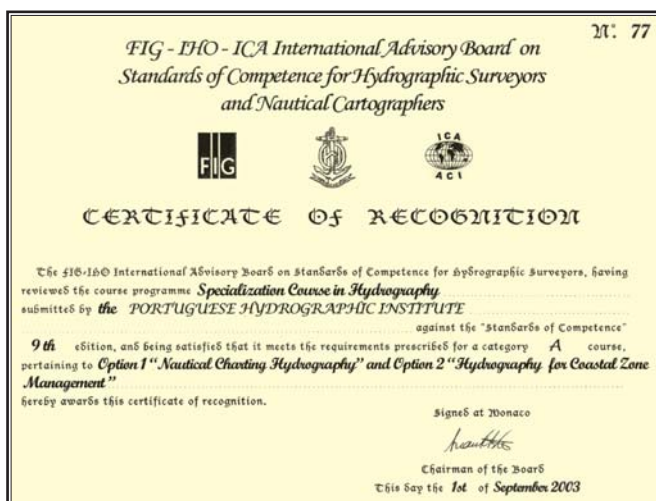 Nº. 77
FIG - IHO - ICA International Advisory Board on
Standards of Competence for Hydrographic Surveyors
and Nautical Cartographers
FIG
ICA
ACI
CERTIFICATE OF RECOGNITION
The FIG-IHO International Advisory Board on Standards of Competence for Hydrographic Surveyors, having
reviewed the course programme Specialization Course in Hydrography
submitted by the PORTUGUESE HYDROGRAPHIC INSTITUTE
against the "Standards of Competence"
9th edition, and being satisfied that it meets the requirements prescribed for a category A course,
pertaining to Option 1 “Nautical Charting Hydrography” and Option 2 “Hydrography for Coastal Zone
Management”
hereby awards this certificate of recognition.
Signed at Monaco
Chairman of the Board
This day the 1st of September 2003